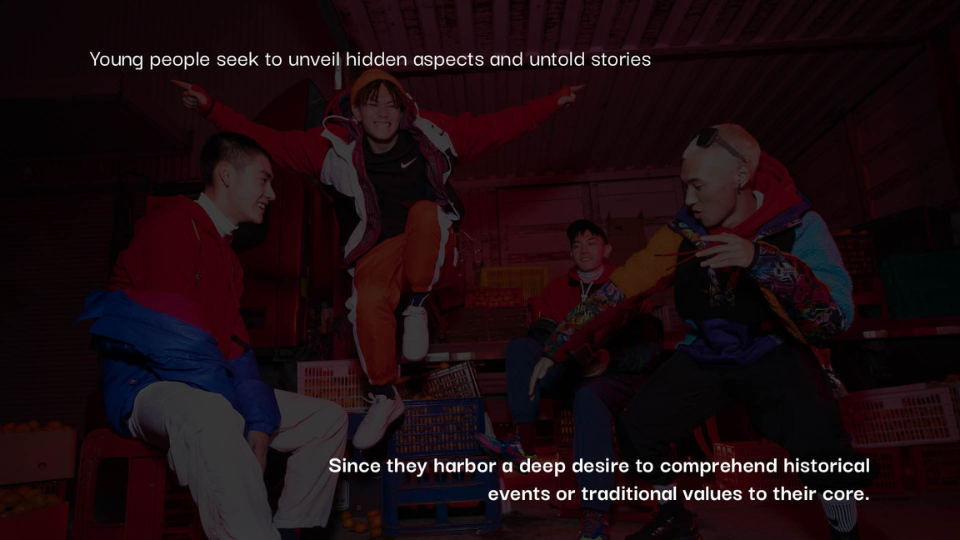 Young people seek to unveil hidden aspects and untold stories
Since they harbor a deep desire to comprehend historical
events or traditional values to their core.